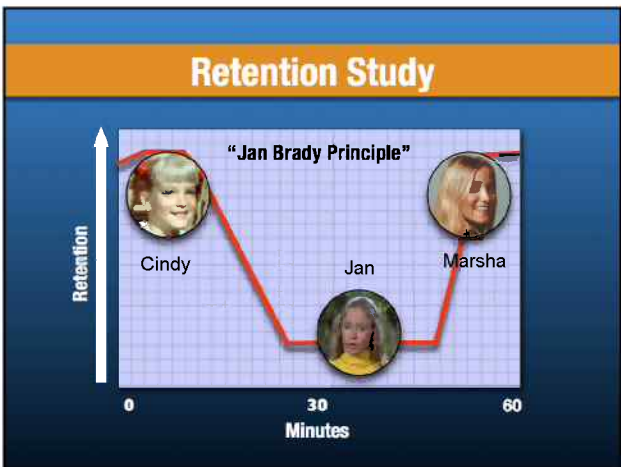 Retention Study
“Jan Brady Principle”
Cindy
Jan
Marsha
Retention
0
30
60
Minutes